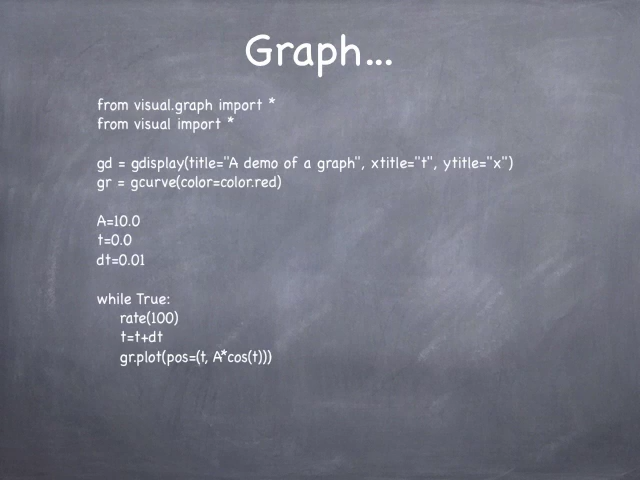 Graph...
from visual.graph import *
from visual import *
gd = gdisplay(title="A demo of a graph", xtitle="t", ytitle="x")
gr = gcurve(color=color.red)
A=10.0
t=0.0
dt=0.01
while True:
rate(100)
t=t+dt
gr.plot(pos=(t, A*cos(t)))